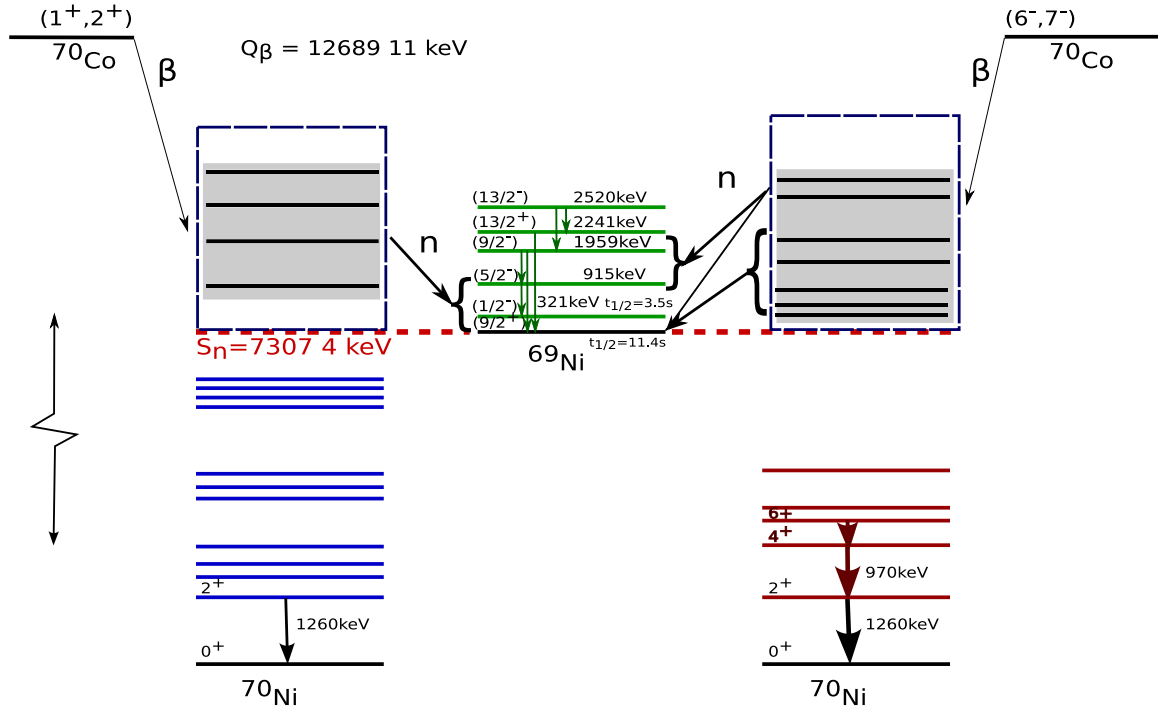 (1⁺,2⁺)
⁷⁰Co
β
Qβ = 12689 11 keV
(6⁻,7⁻)
⁷⁰Co
β
n
n
(13/2⁻) 2520keV
(13/2⁺) 2241keV
(9/2⁻) 1959keV
(5/2⁻) 915keV
(1/2⁻) 321keV t1/2=3.5s
(9/2⁺)
t1/2=11.4s
⁶⁹Ni
Sn=7307 4 keV
2⁺
1260keV
0⁺
⁷⁰Ni
6+
4⁺
970keV
2⁺
1260keV
0⁺
⁷⁰Ni